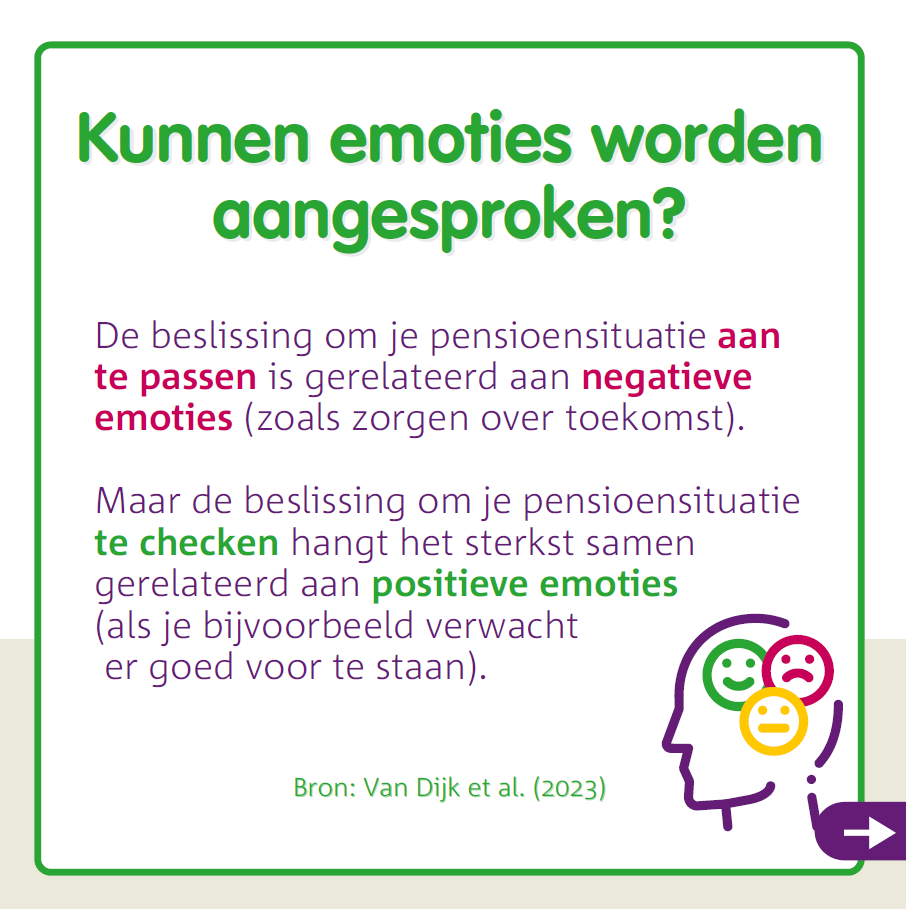 Kunnen emoties worden
aangesproken?
De beslissing om je pensioensituatie aan
te passen is gerelateerd aan negatieve
emoties (zoals zorgen over toekomst).
Maar de beslissing om je pensioensituatie
te checken hangt het sterkst samen
gerelateerd aan positieve emoties
(als je bijvoorbeeld verwacht
er goed voor te staan).
Bron: Van Dijk et al. (2023)